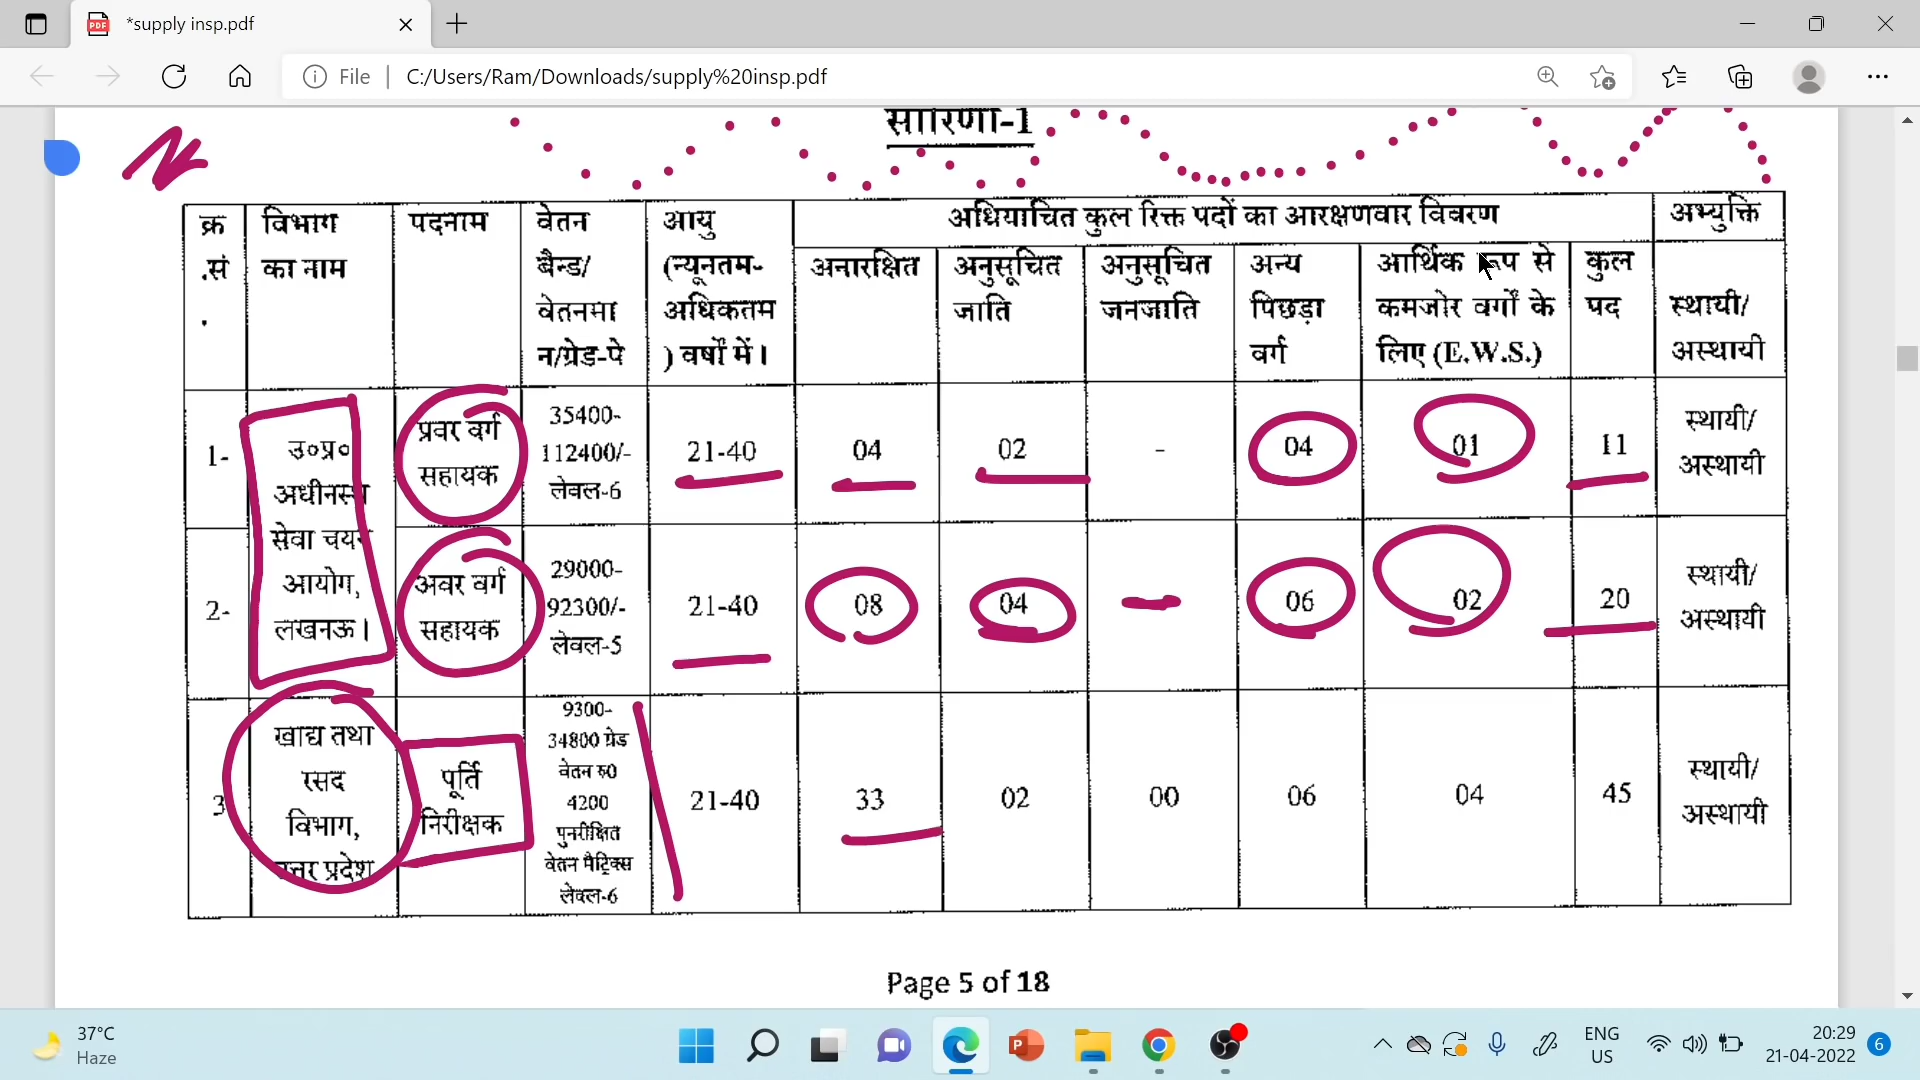 *supply insp.pdf
File
C:/Users/Ram/Downloads/supply%20insp.pdf
सारिणी-1
क्र
.सं
.
विभाग
का नाम
पदनाम
वेतन
बैन्ड/
वेतनमा
न/ग्रेड-पे
आयु
(न्यूनतम-
अधिकतम
) वर्षों में।
अधियाचित कुल रिक्त पदों का आरक्षणवार विवरण
अभ्युक्ति
अनारक्षित
अनुसूचित
जाति
अनुसूचित
जनजाति
अन्य
पिछड़ा
वर्ग
आर्थिक रूप से
कमजोर वर्गों के
लिए (E.W.S.)
कुल
पद
स्थायी/
अस्थायी
1-
उ०प्र०
अधीनस्थ
सेवा चयन
आयोग,
लखनऊ।
प्रवर वर्ग
सहायक
35400-
112400/-
लेवल-6
21-40
04
02
-
04
01
11
स्थायी/
अस्थायी
2-
अवर वर्ग
सहायक
29000-
92300/-
लेवल-5
21-40
08
04
06
02
20
स्थायी/
अस्थायी
3
खाद्य तथा
रसद
विभाग,
उत्तर प्रदेश
पूर्ति
निरीक्षक
9300-
34800 ग्रेड
वेतन रु0
4200
पुनरीक्षित
वेतन मैट्रिक्स
लेवल-6
21-40
33
02
00
06
04
45
स्थायी/
अस्थायी
Page 5 of 18
37°C
Haze
ENG
US
20:29
21-04-2022
6